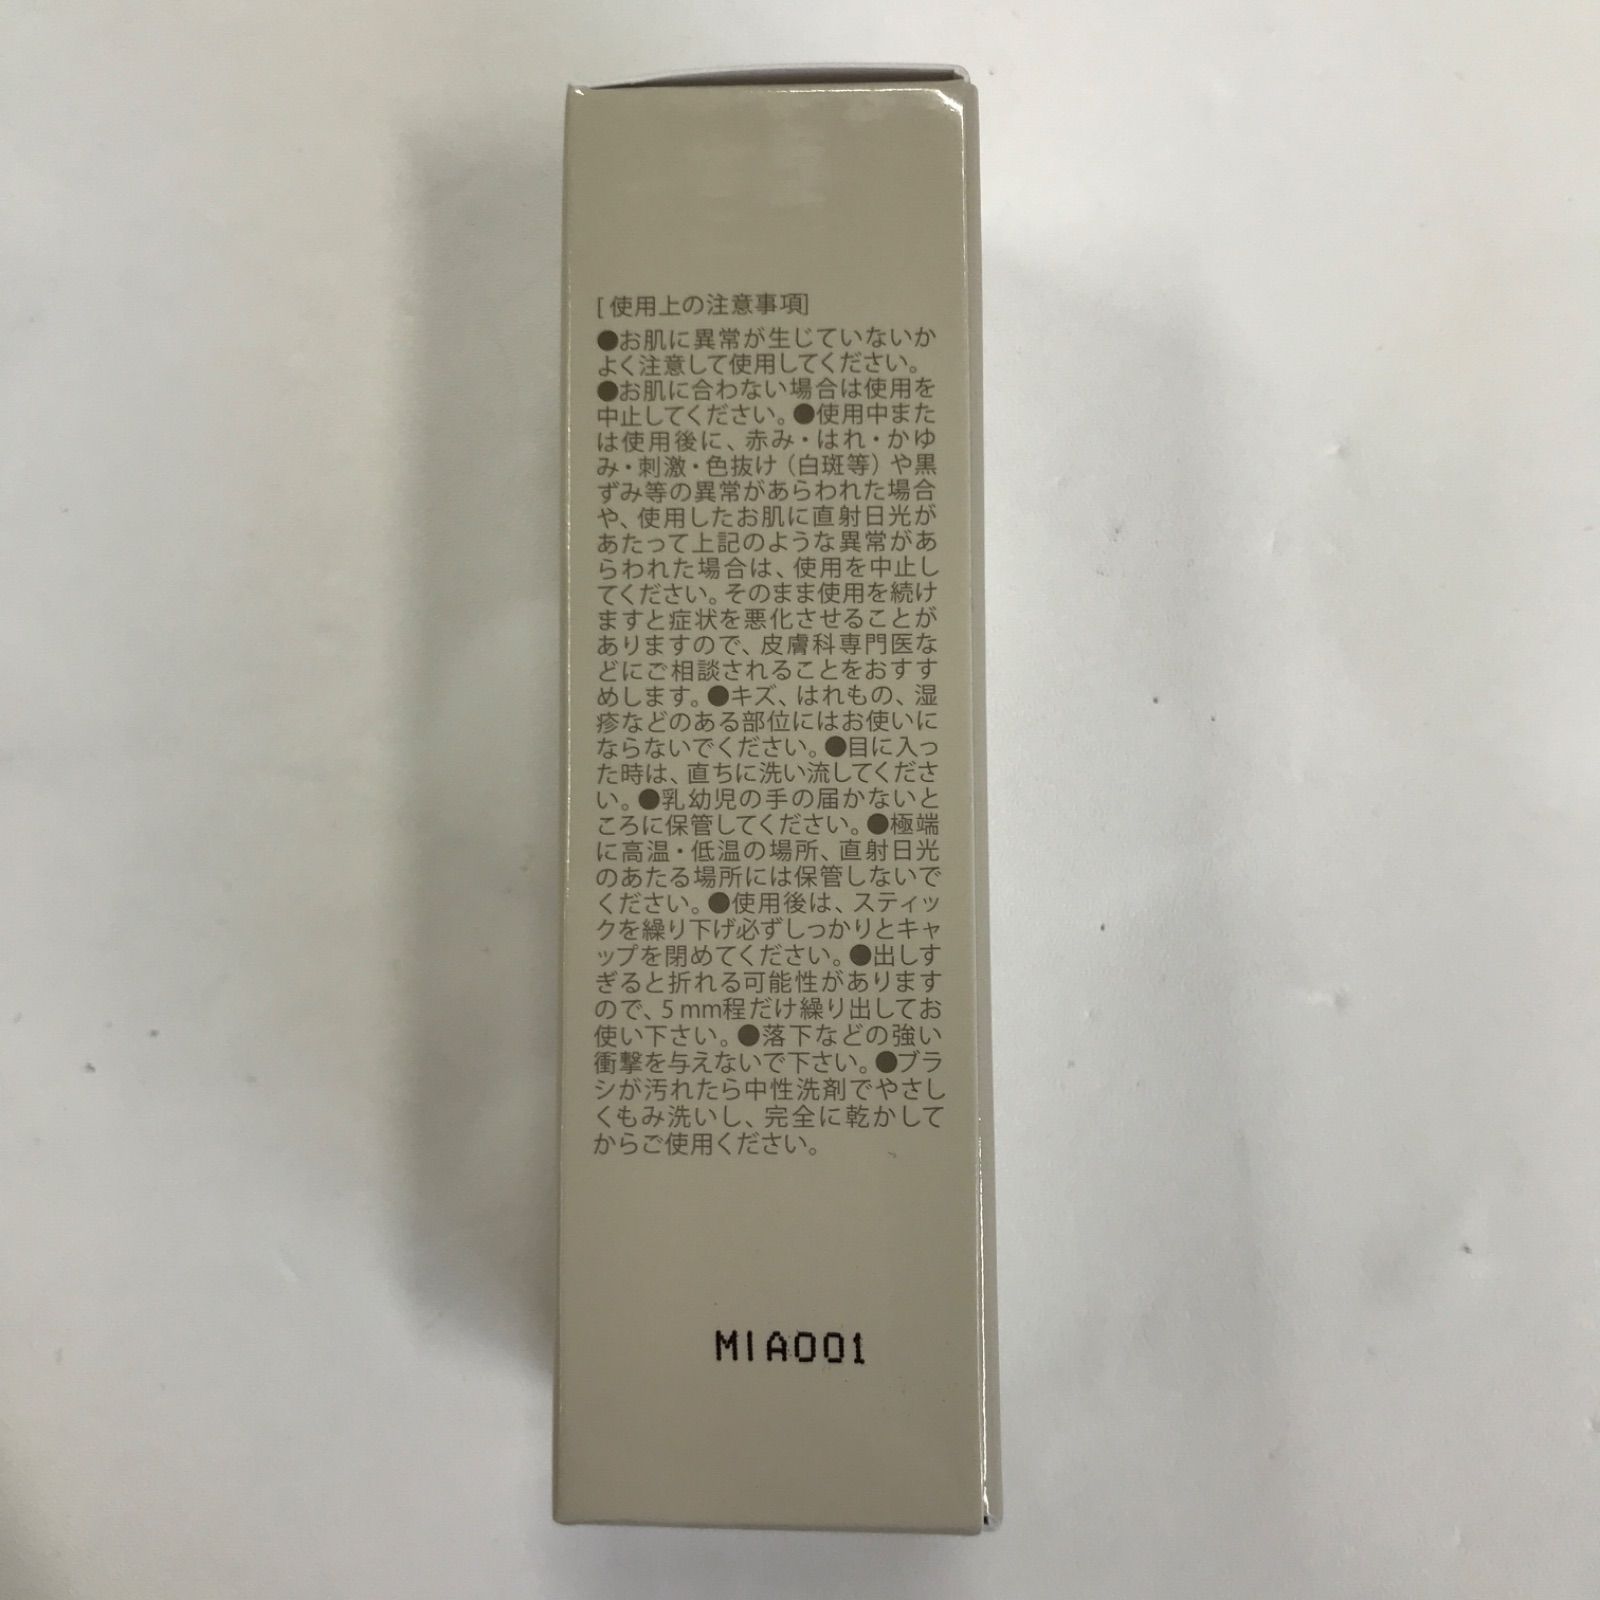 [ 使用上の注意事項]
●お肌に異常が生じていないか
よく注意して使用してください。
●お肌に合わない場合は使用を
中止してください。●使用中また
は使用後に、赤み・はれ・かゆ
み・刺激・色抜け（白斑等）や黒
ずみ等の異常があらわれた場合
や、使用したお肌に直射日光が
あたって上記のような異常があ
らわれた場合は、使用を中止し
てください。そのまま使用を続け
ますと症状を悪化させることが
ありますので、皮膚科専門医な
どにご相談されることをおすす
めします。●キズ、はれもの、湿
疹などのある部位にはお使いに
ならないでください。●目に入っ
た時は、直ちに洗い流してくださ
い。●乳幼児の手の届かないと
ころに保管してください。●極端
に高温・低温の場所、直射日光
のあたる場所には保管しないで
ください。●使用後は、スティッ
クを繰り下げ必ずしっかりとキャ
ップを閉めてください。●出しす
ぎると折れる可能性があります
ので、5 mm程だけ繰り出してお
使い下さい。●落下などの強い
衝撃を与えないで下さい。●ブラ
シが汚れたら中性洗剤でやさし
くもみ洗いし、完全に乾かして
からご使用ください。
MIA001